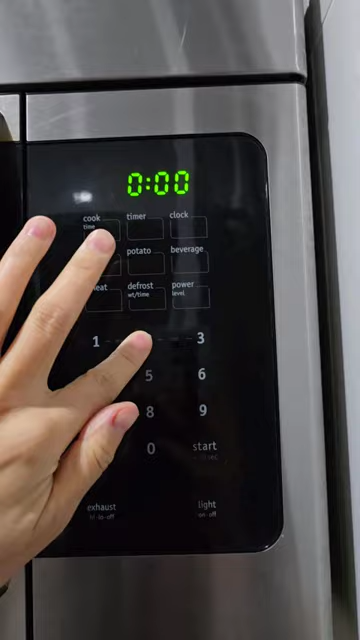 0:00
cook timer clock
time
potato beverage
eat defrost power
wt/time level
1 3
5 6
8 9
0 start
exhaust light
hi-lo-off on-off